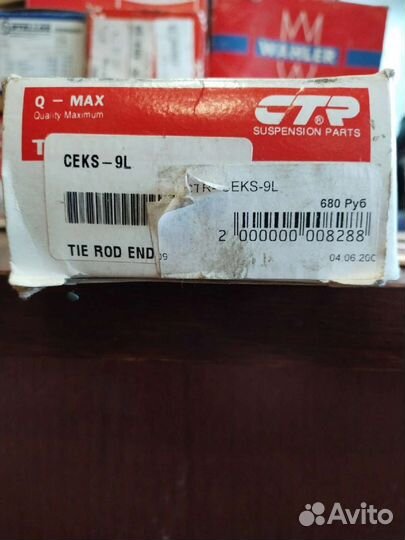 WAHLER
Q - MAX
Quality Maximum
CTR®
SUSPENSION PARTS
CEKS-9L
CEKS-9L
680 Руб
TIE ROD END
2 000000 008288
04.06.200
Avito